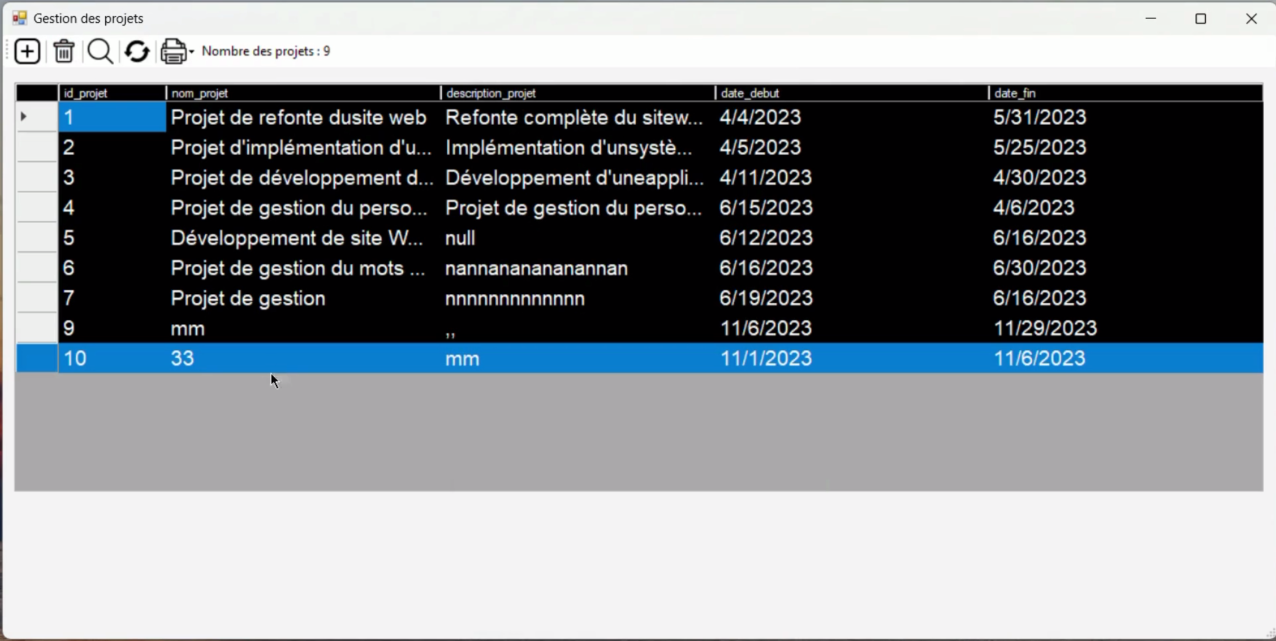 Gestion des projets
Nombre des projets : 9
id_projet nom_projet description_projet date_debut date_fin
1 Projet de refonte dusite web Refonte complète du sitew... 4/4/2023 5/31/2023
2 Projet d'implémentation d'u... Implémentation d'unsystè... 4/5/2023 5/25/2023
3 Projet de développement d... Développement d'uneappli... 4/11/2023 4/30/2023
4 Projet de gestion du perso... Projet de gestion du perso... 6/15/2023 4/6/2023
5 Développement de site W... null 6/12/2023 6/16/2023
6 Projet de gestion du mots ... nannanananannan 6/16/2023 6/30/2023
7 Projet de gestion nnnnnnnnnnnnn 6/19/2023 6/16/2023
9 mm ,, 11/6/2023 11/29/2023
10 33 mm 11/1/2023 11/6/2023